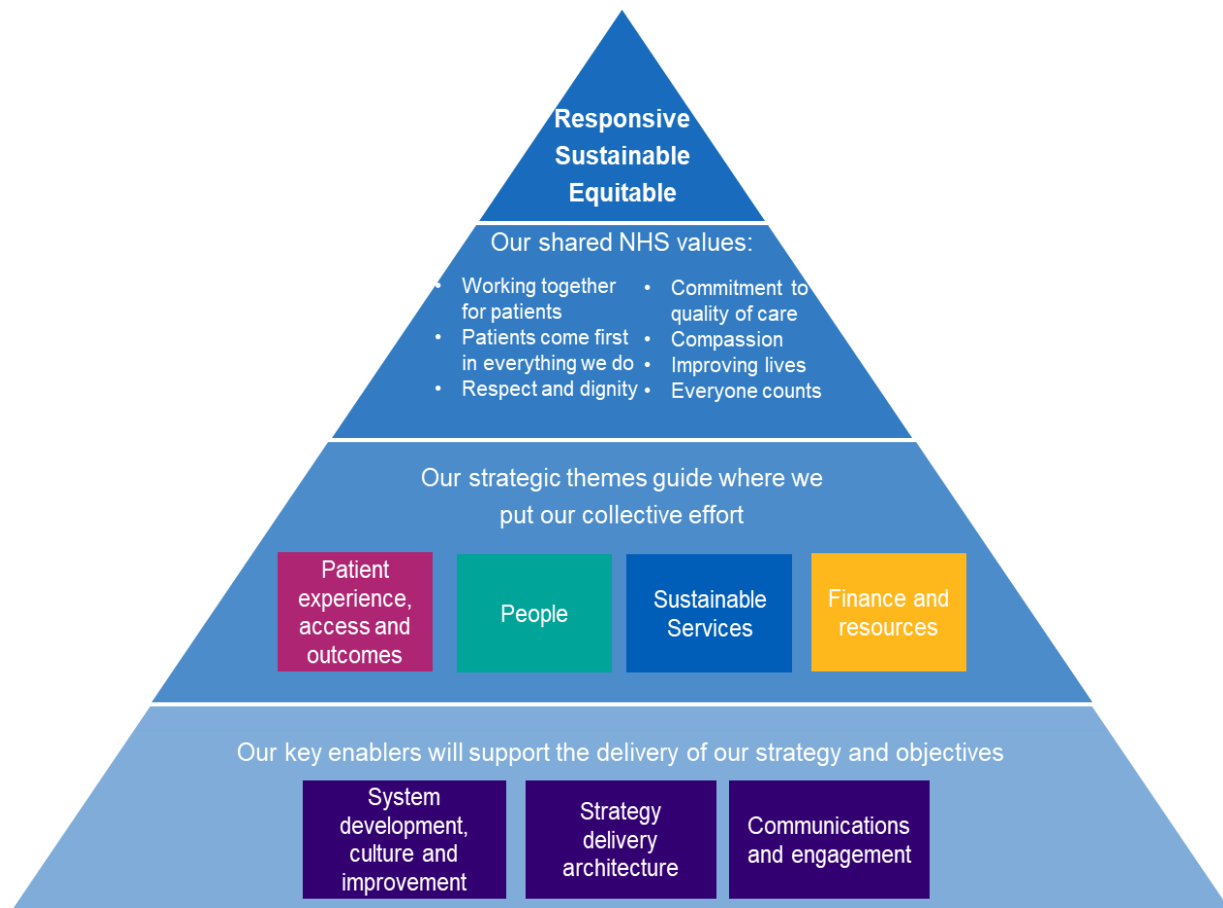 Responsive
Sustainable
Equitable
Our shared NHS values:
• Working together
for patients
• Patients come first
in everything we do
• Respect and dignity
• Commitment to
quality of care
• Compassion
• Improving lives
• Everyone counts
Our strategic themes guide where we
put our collective effort
Patient
experience,
access and
outcomes
People
Sustainable
Services
Finance and
resources
Our key enablers will support the delivery of our strategy and objectives
System
development,
culture and
improvement
Strategy
delivery
architecture
Communications
and engagement